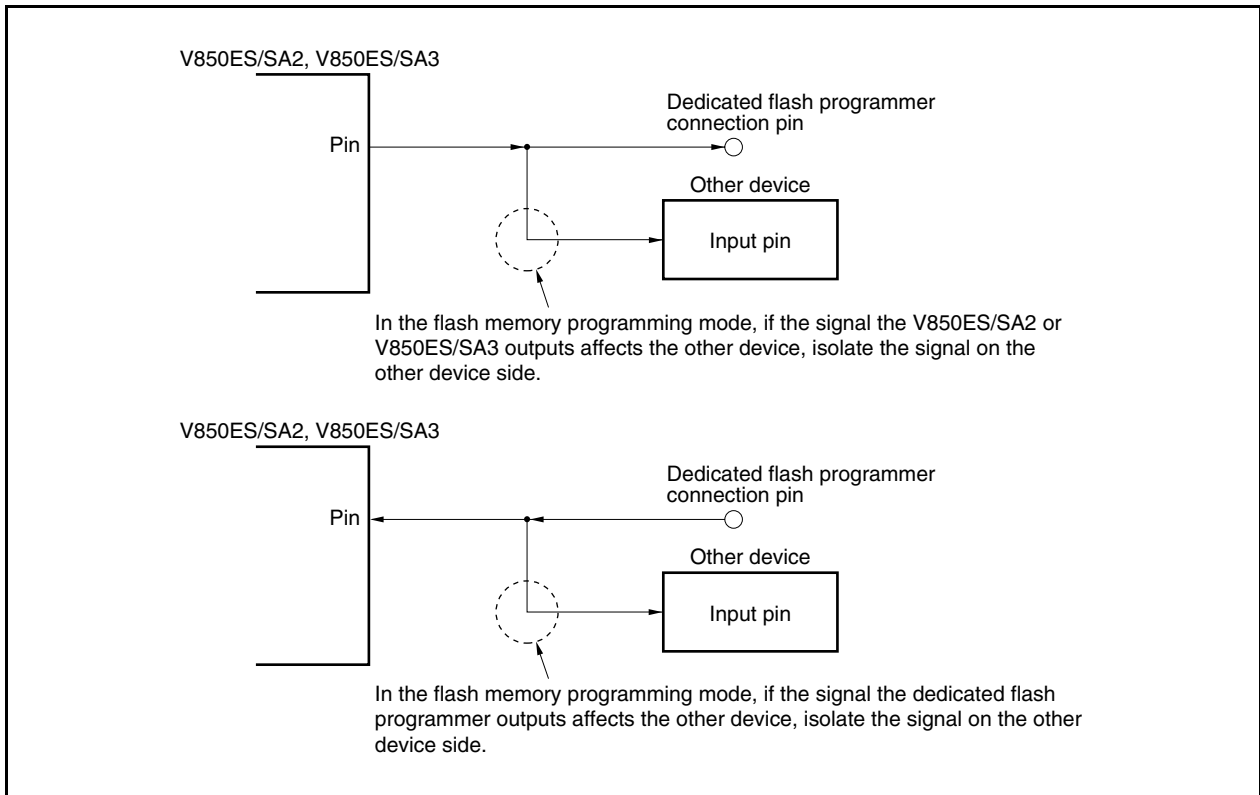 V850ES/SA2, V850ES/SA3
Pin
Dedicated flash programmer
connection pin
Other device
Input pin
In the flash memory programming mode, if the signal the V850ES/SA2 or
V850ES/SA3 outputs affects the other device, isolate the signal on the
other device side.
V850ES/SA2, V850ES/SA3
Pin
Dedicated flash programmer
connection pin
Other device
Input pin
In the flash memory programming mode, if the signal the dedicated flash
programmer outputs affects the other device, isolate the signal on the other
device side.